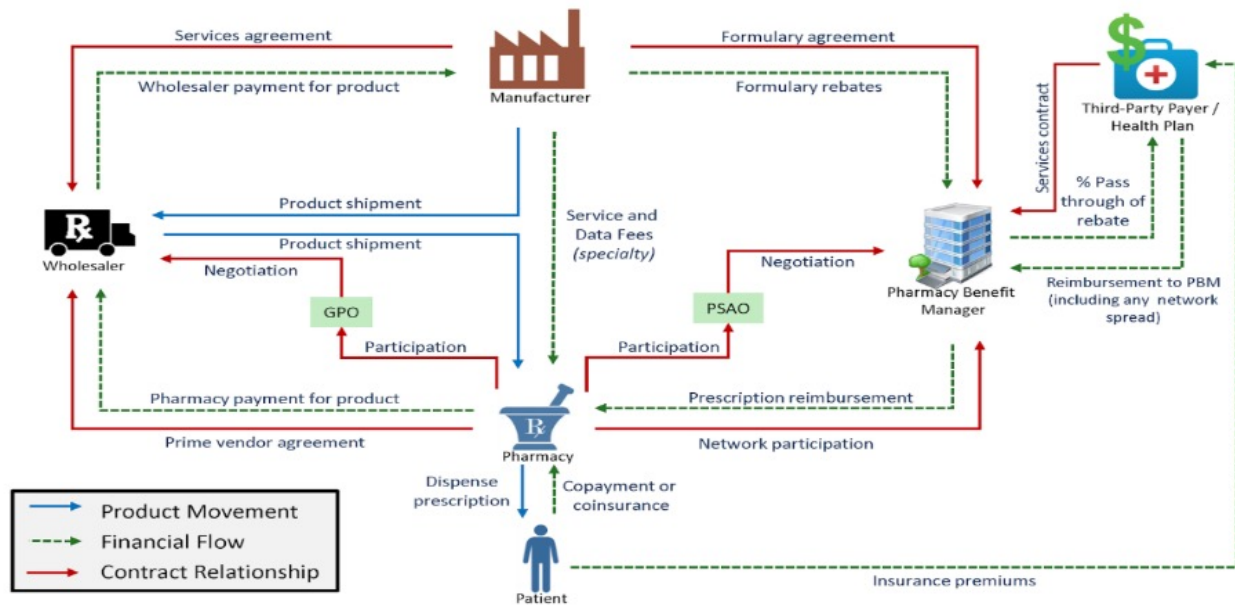 Services agreement
Formulary agreement
Wholesaler payment for product
Manufacturer
Formulary rebates
$
Third-Party Payer /
Health Plan
Services contract
% Pass
through of
rebate
Product shipment
Product shipment
Service and
Data Fees
(specialty)
Rx
Wholesaler
Negotiation
Negotiation
Pharmacy Benefit
Manager
Reimbursement to PBM
(including any network
spread)
GPO
PSAO
Participation
Participation
Pharmacy payment for product
Prescription reimbursement
Rx
Prime vendor agreement
Network participation
Pharmacy
Dispense
prescription
Copayment or
coinsurance
Product Movement
Financial Flow
Contract Relationship
Insurance premiums
Patient